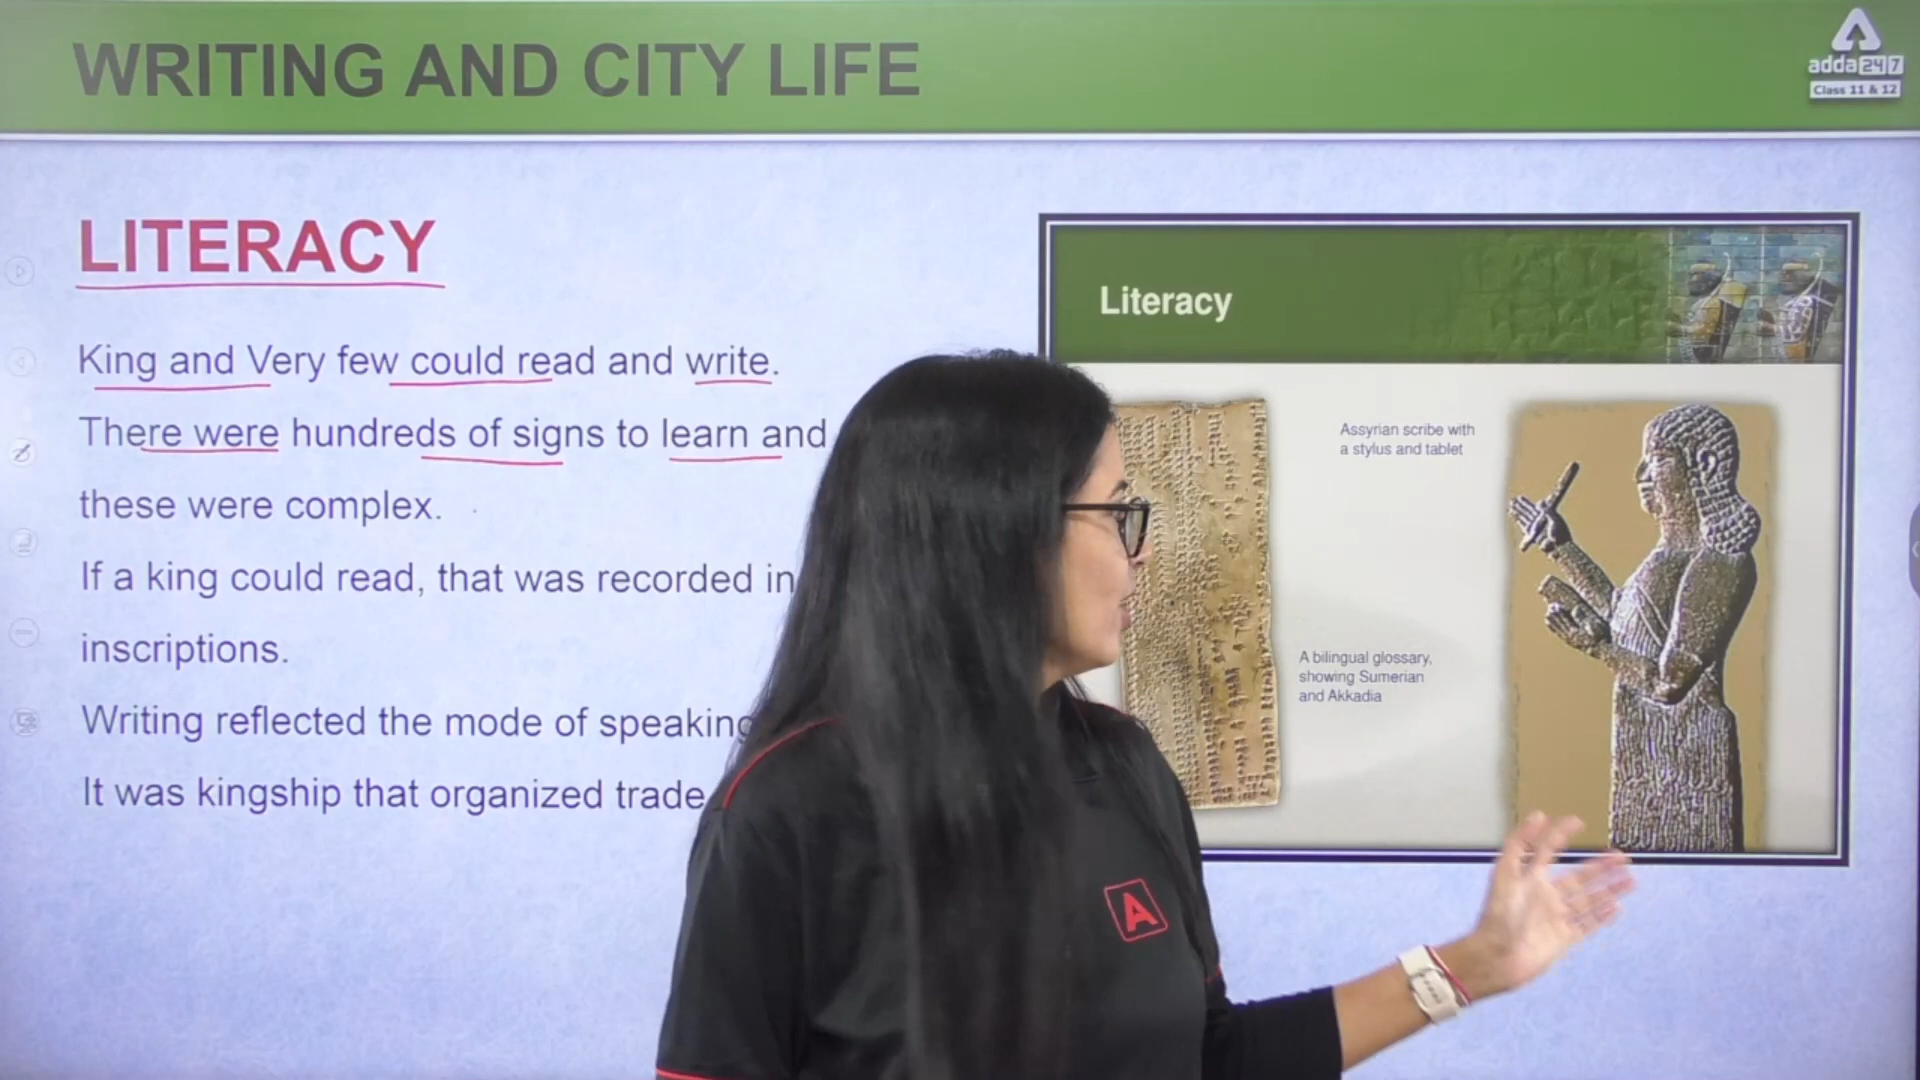 WRITING AND CITY LIFE
adda247
Class 11 & 12
LITERACY
King and Very few could read and write.
There were hundreds of signs to learn and
these were complex.
If a king could read, that was recorded in
inscriptions.
Writing reflected the mode of speaking
It was kingship that organized trade
Literacy
Assyrian scribe with
a stylus and tablet
A bilingual glossary,
showing Sumerian
and Akkadia
A